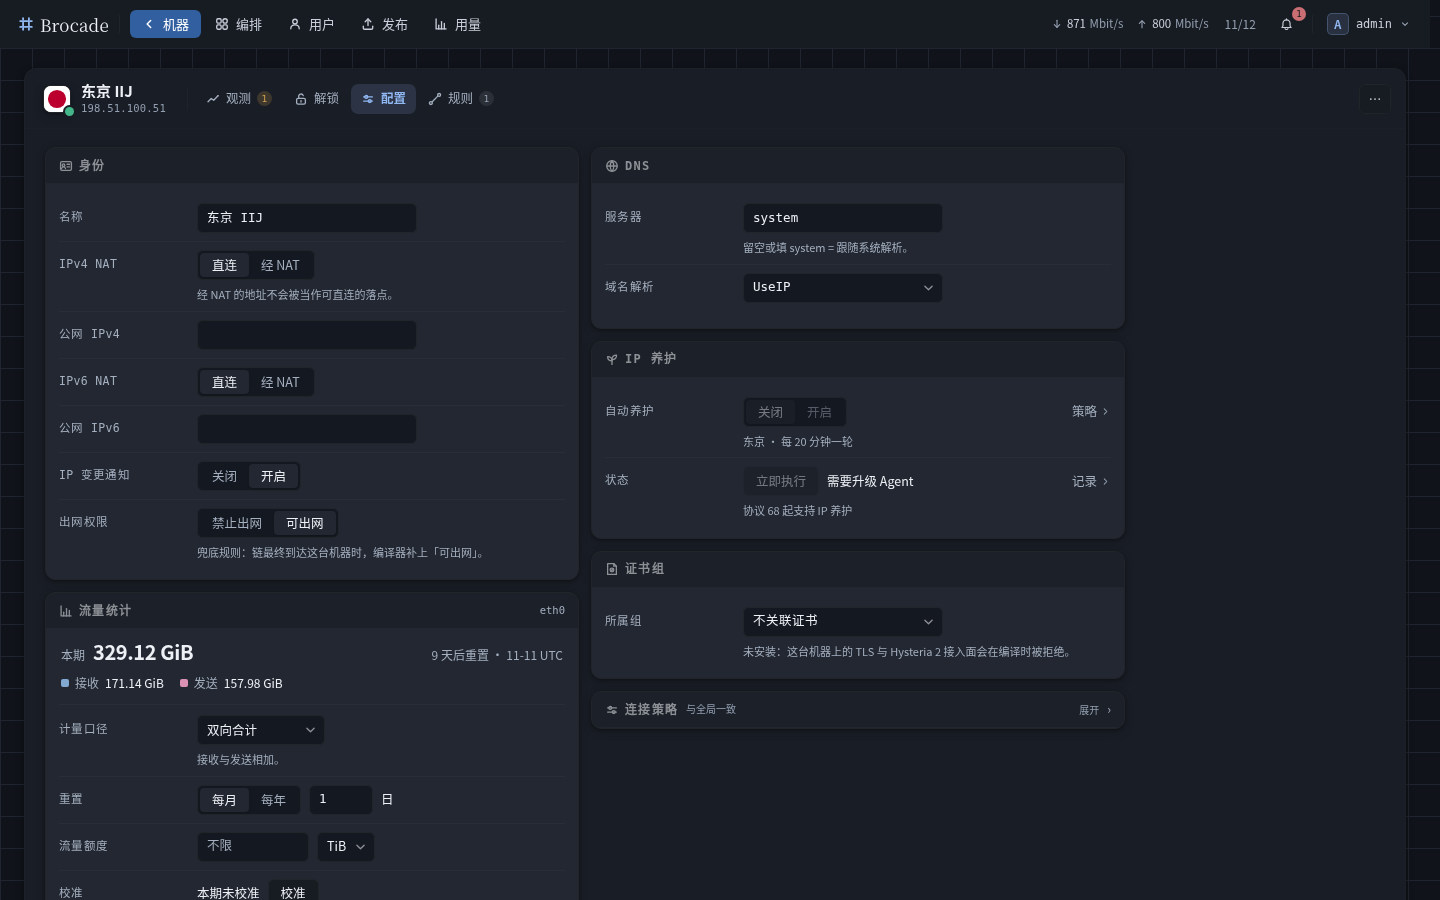 Brocade
机器
编排
用户
发布
用量
↓ 871 Mbit/s
↑ 800 Mbit/s
11/12
1
A
admin
东京 IIJ
198.51.100.51
观测 1
解锁
配置
规则 1
···
身份
名称
东京 IIJ
IPv4 NAT
直连
经 NAT
经 NAT 的地址不会被当作可直连的落点。
公网 IPv4
IPv6 NAT
直连
经 NAT
公网 IPv6
IP 变更通知
关闭
开启
出网权限
禁止出网
可出网
兜底规则：链最终到达这台机器时，编译器补上「可出网」。
流量统计
eth0
本期 329.12 GiB
9 天后重置 · 11-11 UTC
接收 171.14 GiB
发送 157.98 GiB
计量口径
双向合计
接收与发送相加。
重置
每月
每年
1
日
流量额度
不限
TiB
校准
本期未校准
校准
DNS
服务器
system
留空或填 system = 跟随系统解析。
域名解析
UseIP
IP 养护
自动养护
关闭
开启
策略 ›
东京 · 每 20 分钟一轮
状态
立即执行
需要升级 Agent
记录 ›
协议 68 起支持 IP 养护
证书组
所属组
不关联证书
未安装：这台机器上的 TLS 与 Hysteria 2 接入面会在编译时被拒绝。
连接策略
与全局一致
展开 ›